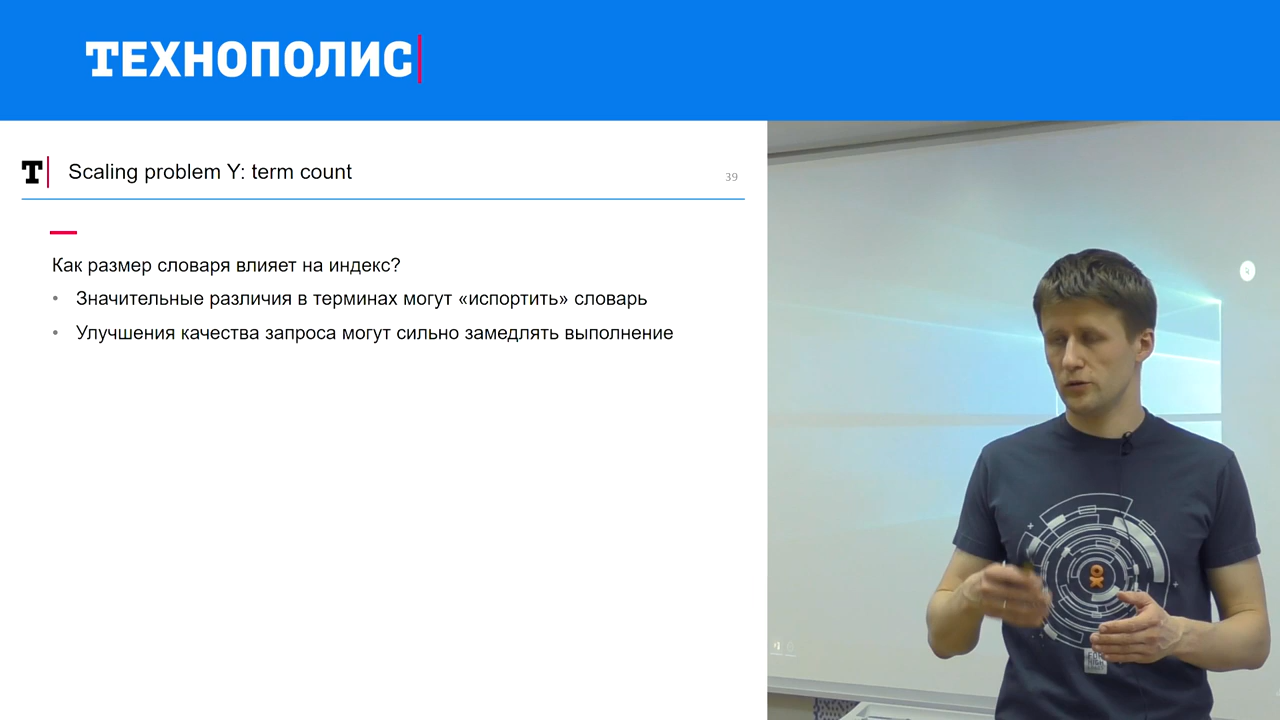 ТЕХНОПОЛИС
T
Scaling problem Y: term count
39
Как размер словаря влияет на индекс?
• Значительные различия в терминах могут «испортить» словарь
• Улучшения качества запроса могут сильно замедлять выполнение